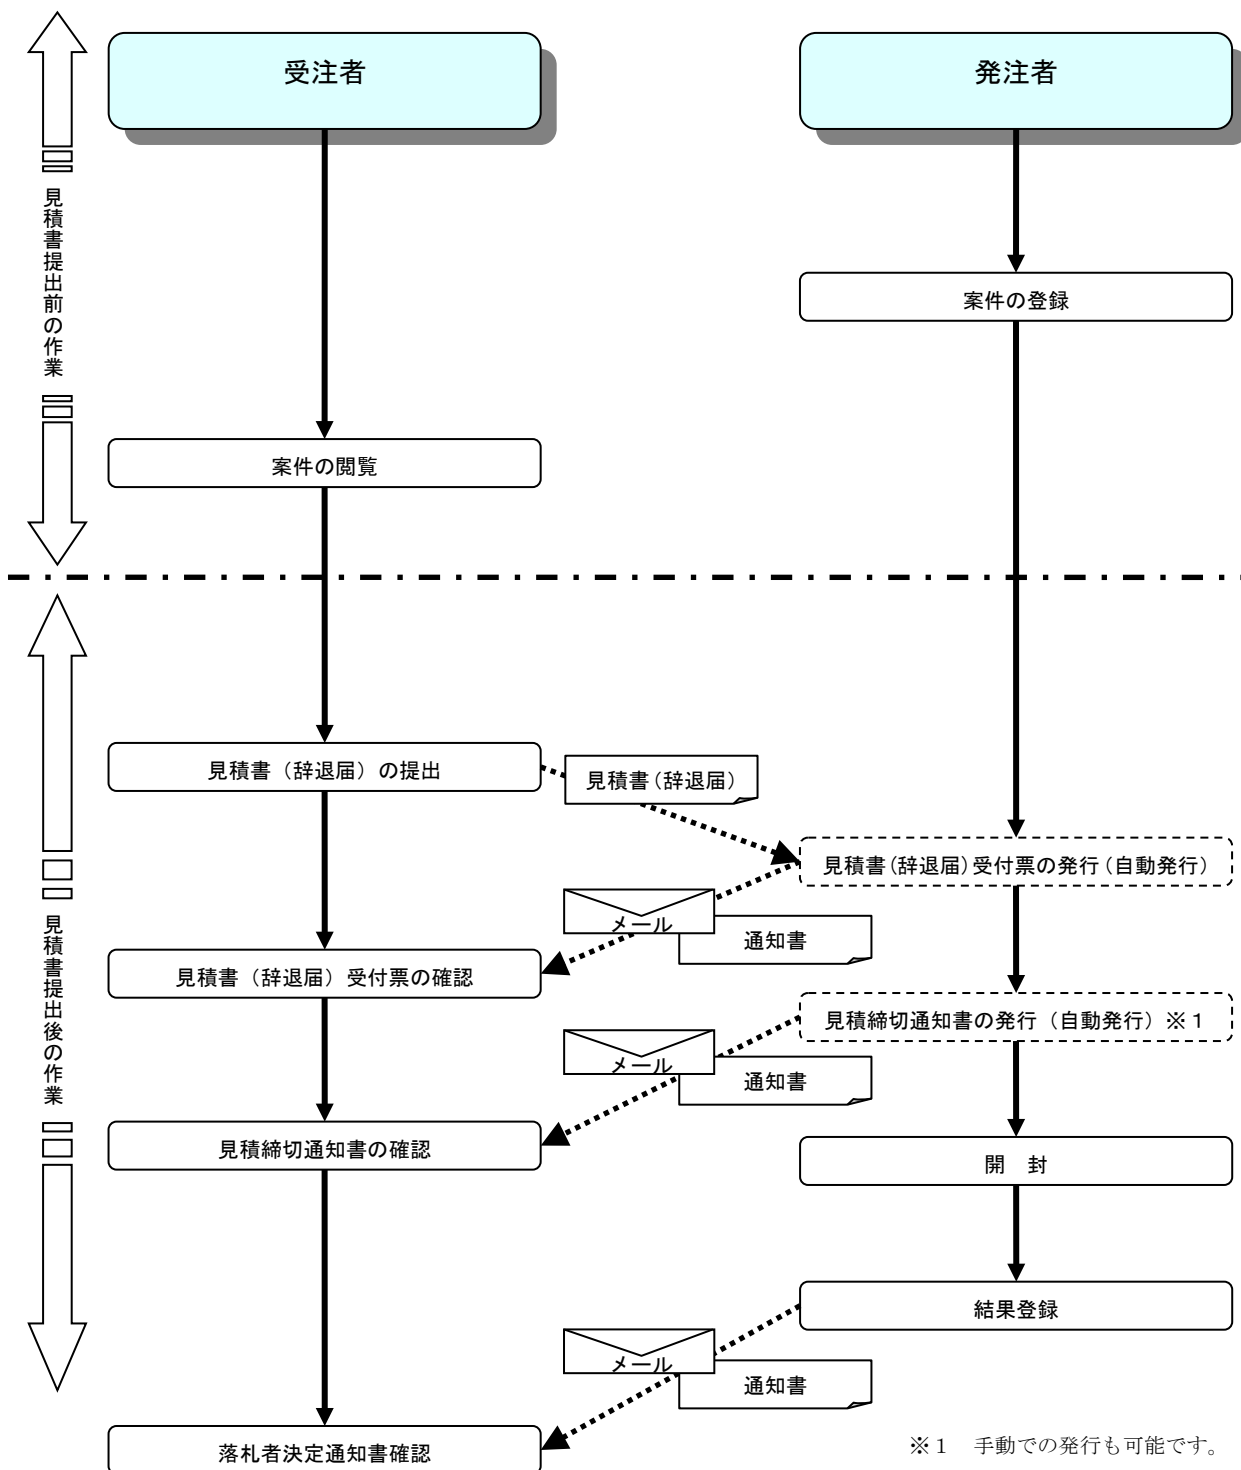 受注者
発注者
見積書提出前の作業
案件の登録
案件の閲覧
見積書提出後の作業
見積書（辞退届）の提出
見積書（辞退届）
見積書（辞退届）受付票の発行（自動発行）
メール
通知書
見積書（辞退届）受付票の確認
見積締切通知書の発行（自動発行）※１
メール
通知書
見積締切通知書の確認
開　封
結果登録
メール
通知書
落札者決定通知書確認
※１　手動での発行も可能です。